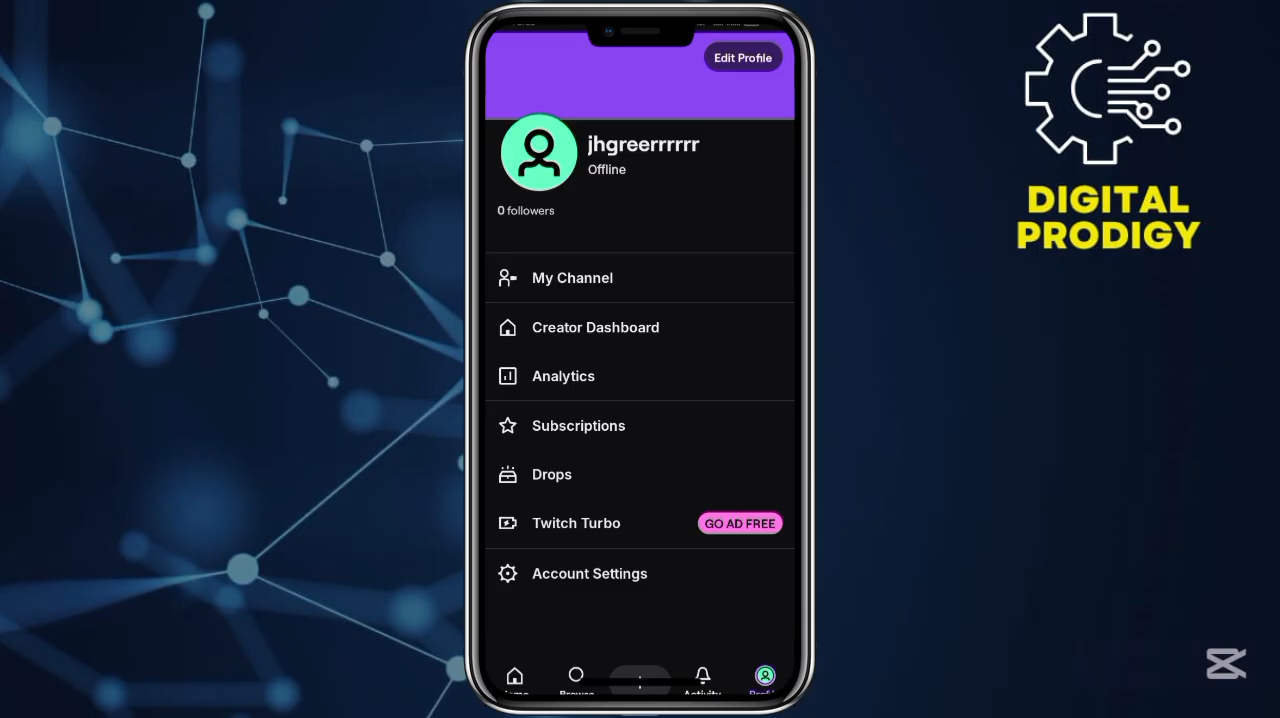 Edit Profile
DIGITAL
PRODIGY
jhgreerrrrrr
Offline
0 followers
My Channel
Creator Dashboard
Analytics
Subscriptions
Drops
Twitch Turbo
GO AD FREE
Account Settings
Activity